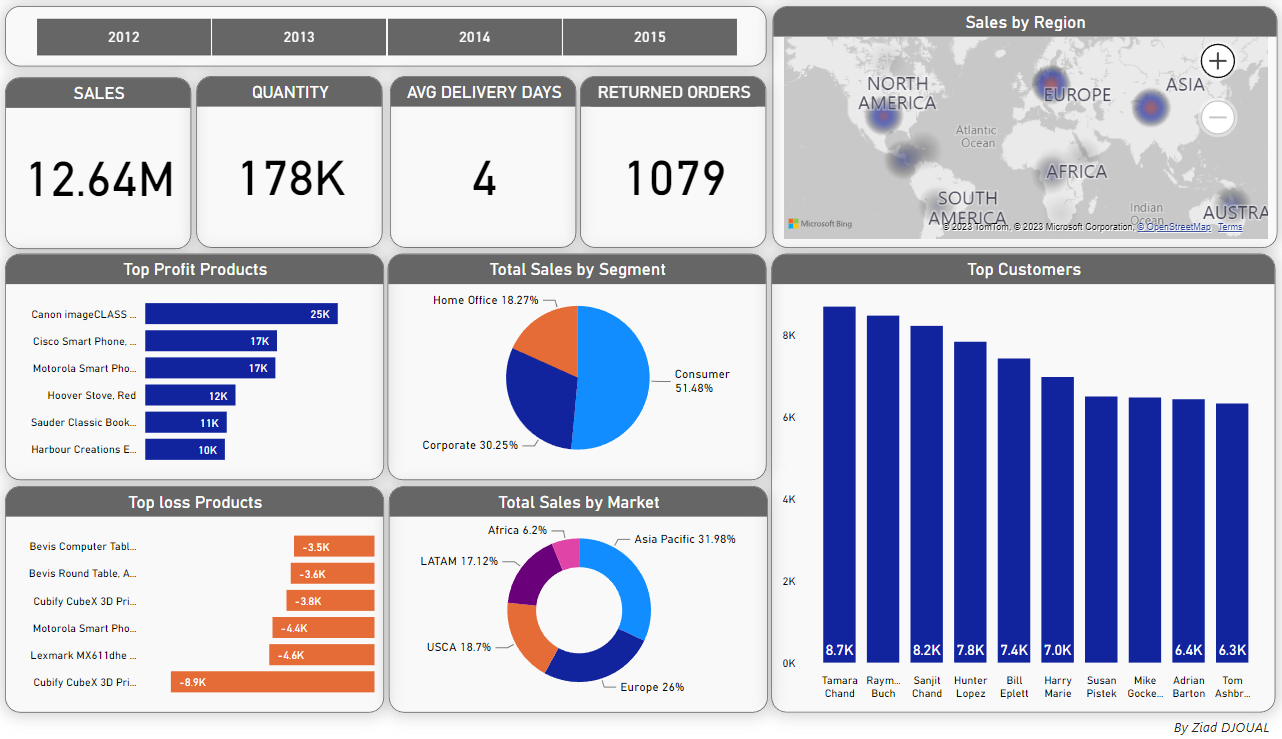 2012
2013
2014
2015
SALES
12.64M
QUANTITY
178K
AVG DELIVERY DAYS
4
RETURNED ORDERS
1079
Sales by Region
NORTH
AMERICA
EUROPE
ASIA
Atlantic
Ocean
AFRICA
SOUTH
AMERICA
Indian
Ocean
AUSTRA
Microsoft Bing
© 2023 TomTom, © 2023 Microsoft Corporation, © OpenStreetMap Terms
Top Profit Products
Canon imageCLASS ... 25K
Cisco Smart Phone, ... 17K
Motorola Smart Pho... 17K
Hoover Stove, Red 12K
Sauder Classic Book... 11K
Harbour Creations E... 10K
Total Sales by Segment
Home Office 18.27%
Consumer
51.48%
Corporate 30.25%
Top loss Products
Bevis Computer Tabl... -3.5K
Bevis Round Table, A... -3.6K
Cubify CubeX 3D Pri... -3.8K
Motorola Smart Pho... -4.4K
Lexmark MX611dhe ... -4.6K
Cubify CubeX 3D Pri... -8.9K
Total Sales by Market
Africa 6.2%
Asia Pacific 31.98%
LATAM 17.12%
USCA 18.7%
Europe 26%
Top Customers
8K
6K
4K
2K
0K
8.7K 8.2K 7.8K 7.4K 7.0K 6.4K 6.3K
Tamara
Chand
Raym...
Buch
Sanjit
Chand
Hunter
Lopez
Bill
Eplett
Harry
Marie
Susan
Pistek
Mike
Gocke...
Adrian
Barton
Tom
Ashbr...
By Ziad DJOUAL